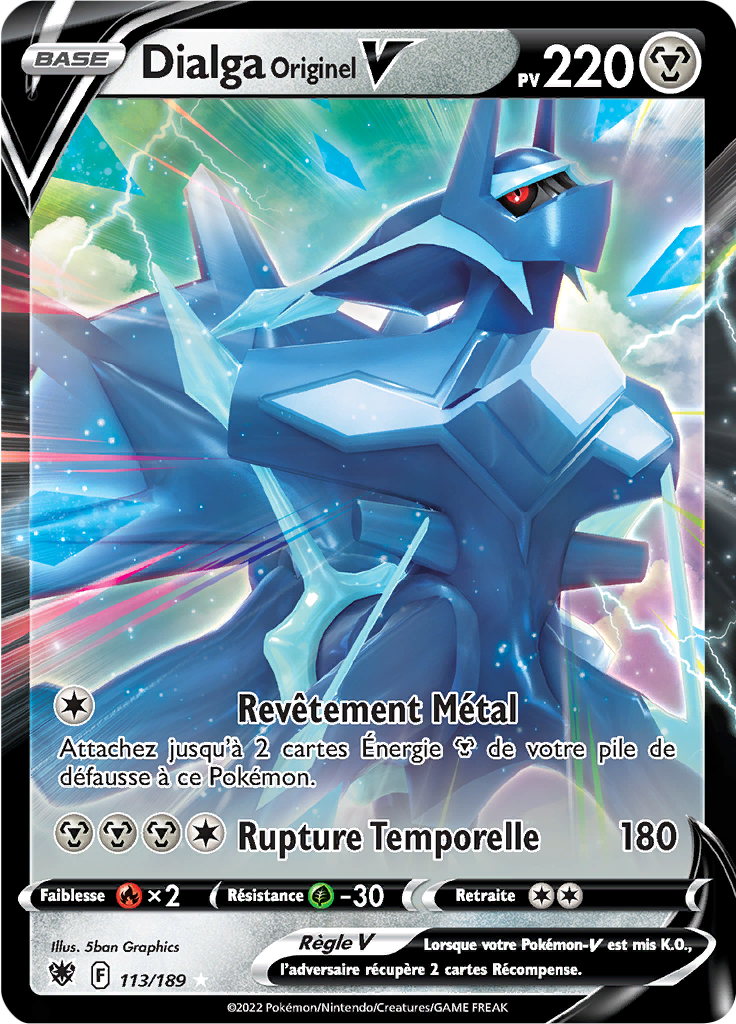 BASE Dialga Originel V PV 220
Revêtement Métal
Attachez jusqu'à 2 cartes Énergie de votre pile de
défausse à ce Pokémon.
Rupture Temporelle 180
Faiblesse ×2 Résistance -30 Retraite
Illus. 5ban Graphics
Règle V Lorsque votre Pokémon-V est mis K.O.,
l'adversaire récupère 2 cartes Récompense.
F 113/189
©2022 Pokémon/Nintendo/Creatures/GAME FREAK